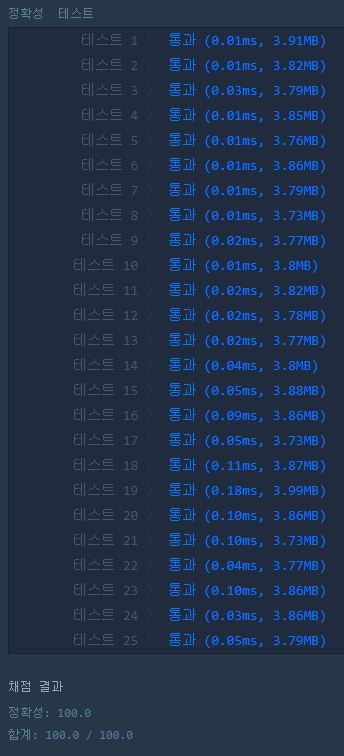 정확성 테스트
테스트 1 〉 통과 (0.01ms, 3.91MB)
테스트 2 〉 통과 (0.01ms, 3.82MB)
테스트 3 〉 통과 (0.03ms, 3.79MB)
테스트 4 〉 통과 (0.01ms, 3.85MB)
테스트 5 〉 통과 (0.01ms, 3.76MB)
테스트 6 〉 통과 (0.01ms, 3.86MB)
테스트 7 〉 통과 (0.01ms, 3.79MB)
테스트 8 〉 통과 (0.01ms, 3.73MB)
테스트 9 〉 통과 (0.02ms, 3.77MB)
테스트 10 〉 통과 (0.01ms, 3.8MB)
테스트 11 〉 통과 (0.02ms, 3.82MB)
테스트 12 〉 통과 (0.02ms, 3.78MB)
테스트 13 〉 통과 (0.02ms, 3.77MB)
테스트 14 〉 통과 (0.04ms, 3.8MB)
테스트 15 〉 통과 (0.05ms, 3.88MB)
테스트 16 〉 통과 (0.09ms, 3.86MB)
테스트 17 〉 통과 (0.05ms, 3.73MB)
테스트 18 〉 통과 (0.11ms, 3.87MB)
테스트 19 〉 통과 (0.18ms, 3.99MB)
테스트 20 〉 통과 (0.10ms, 3.86MB)
테스트 21 〉 통과 (0.10ms, 3.73MB)
테스트 22 〉 통과 (0.04ms, 3.77MB)
테스트 23 〉 통과 (0.10ms, 3.86MB)
테스트 24 〉 통과 (0.03ms, 3.86MB)
테스트 25 〉 통과 (0.05ms, 3.79MB)
채점 결과
정확성: 100.0
합계: 100.0 / 100.0